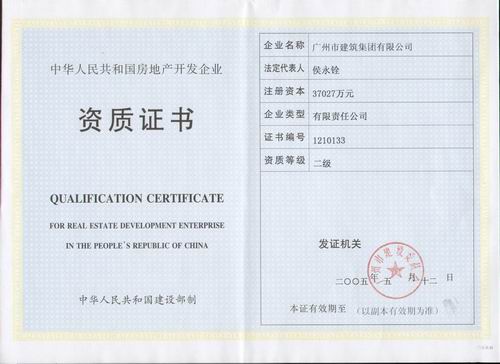 中华人民共和国房地产开发企业
资质证书
QUALIFICATION CERTIFICATE
FOR REAL ESTATE DEVELOPMENT ENTERPRISE
IN THE PEOPLE'S REPUBLIC OF CHINA
中华人民共和国建设部制
企业名称 广州市建筑集团有限公司
法定代表人 侯永铨
注册资本 37027万元
企业类型 有限责任公司
证书编号 1210133
资质等级 二级
发证机关
二〇〇五 年 五 月 十二 日
本证有效期至 (以副本有效期为准)